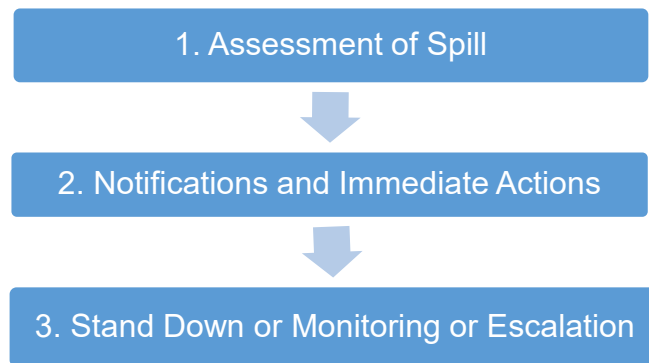 1. Assessment of Spill
2. Notifications and Immediate Actions
3. Stand Down or Monitoring or Escalation